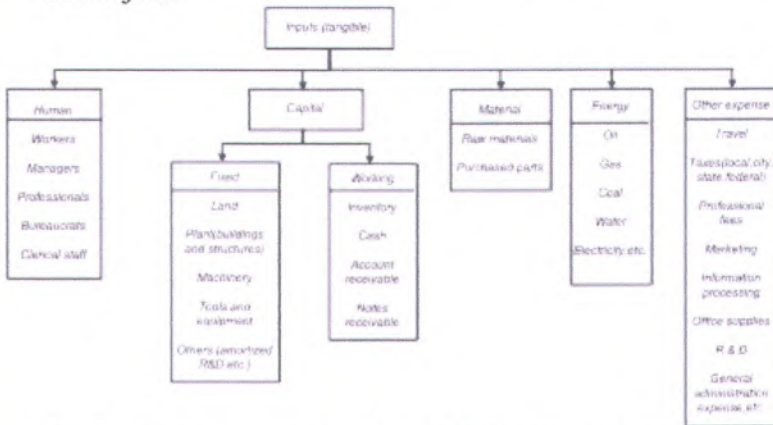 Inputs (tangible)
Human
Workers
Managers
Professionals
Bureaucrats
Clerical staff
Capital
Fixed
Land
Plant(buildings
and structures)
Machinery
Tools and
equipment
Others (amortized
R&D etc.)
Working
Inventory
Cash
Account
receivable
Notes
receivable
Material
Raw materials
Purchased parts
Energy
Oil
Gas
Coal
Water
Electricity,etc.
Other expense
Travel
Taxes(local,city,
state,federal)
Professional
fees
Marketing
Information
processing
Office supplies
R & D
General
administration
expense,etc.